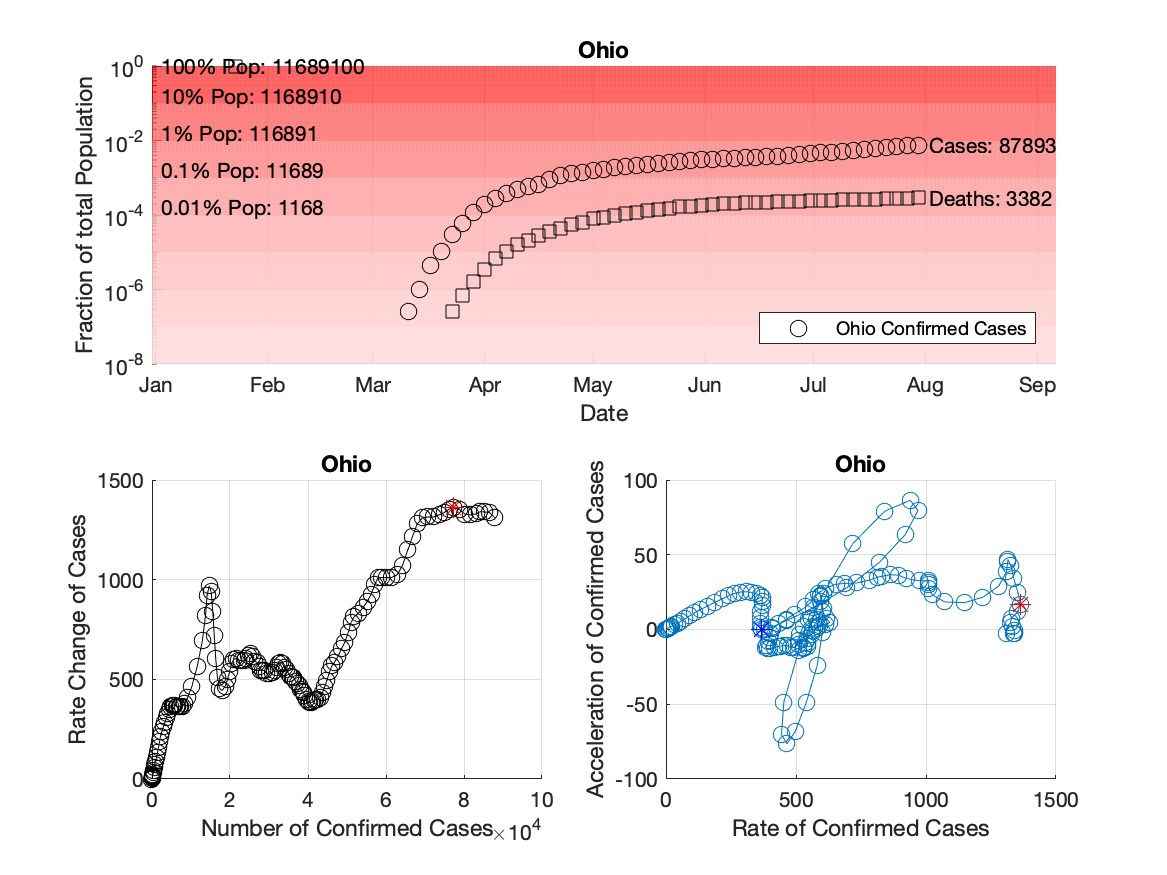 Ohio
Fraction of total Population
10^0
10^-2
10^-4
10^-6
10^-8
100% Pop: 11689100
10% Pop: 1168910
1% Pop: 116891
0.1% Pop: 11689
0.01% Pop: 1168
Cases: 87893
Deaths: 3382
Ohio Confirmed Cases
Jan Feb Mar Apr May Jun Jul Aug Sep
Date
Ohio
Rate Change of Cases
1500
1000
500
0
0 2 4 6 8 10
Number of Confirmed Cases ×10^4
Ohio
Acceleration of Confirmed Cases
100
50
0
-50
-100
0 500 1000 1500
Rate of Confirmed Cases